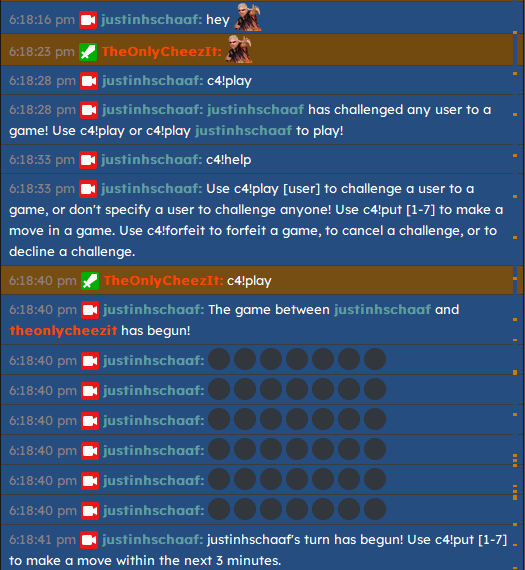 6:18:16 pm justinhschaaf: hey
6:18:23 pm TheOnlyCheezIt:
6:18:28 pm justinhschaaf: c4!play
6:18:28 pm justinhschaaf: justinhschaaf has challenged any user to a
game! Use c4!play or c4!play justinhschaaf to play!
6:18:33 pm justinhschaaf: c4!help
6:18:33 pm justinhschaaf: Use c4!play [user] to challenge a user to a
game, or don't specify a user to challenge anyone! Use c4!put [1-7] to make a
move in a game. Use c4!forfeit to forfeit a game, to cancel a challenge, or to
decline a challenge.
6:18:40 pm TheOnlyCheezIt: c4!play
6:18:40 pm justinhschaaf: The game between justinhschaaf and
theonlycheezit has begun!
6:18:40 pm justinhschaaf:
6:18:40 pm justinhschaaf:
6:18:40 pm justinhschaaf:
6:18:40 pm justinhschaaf:
6:18:40 pm justinhschaaf:
6:18:40 pm justinhschaaf:
6:18:41 pm justinhschaaf: justinhschaaf's turn has begun! Use c4!put [1-7]
to make a move within the next 3 minutes.